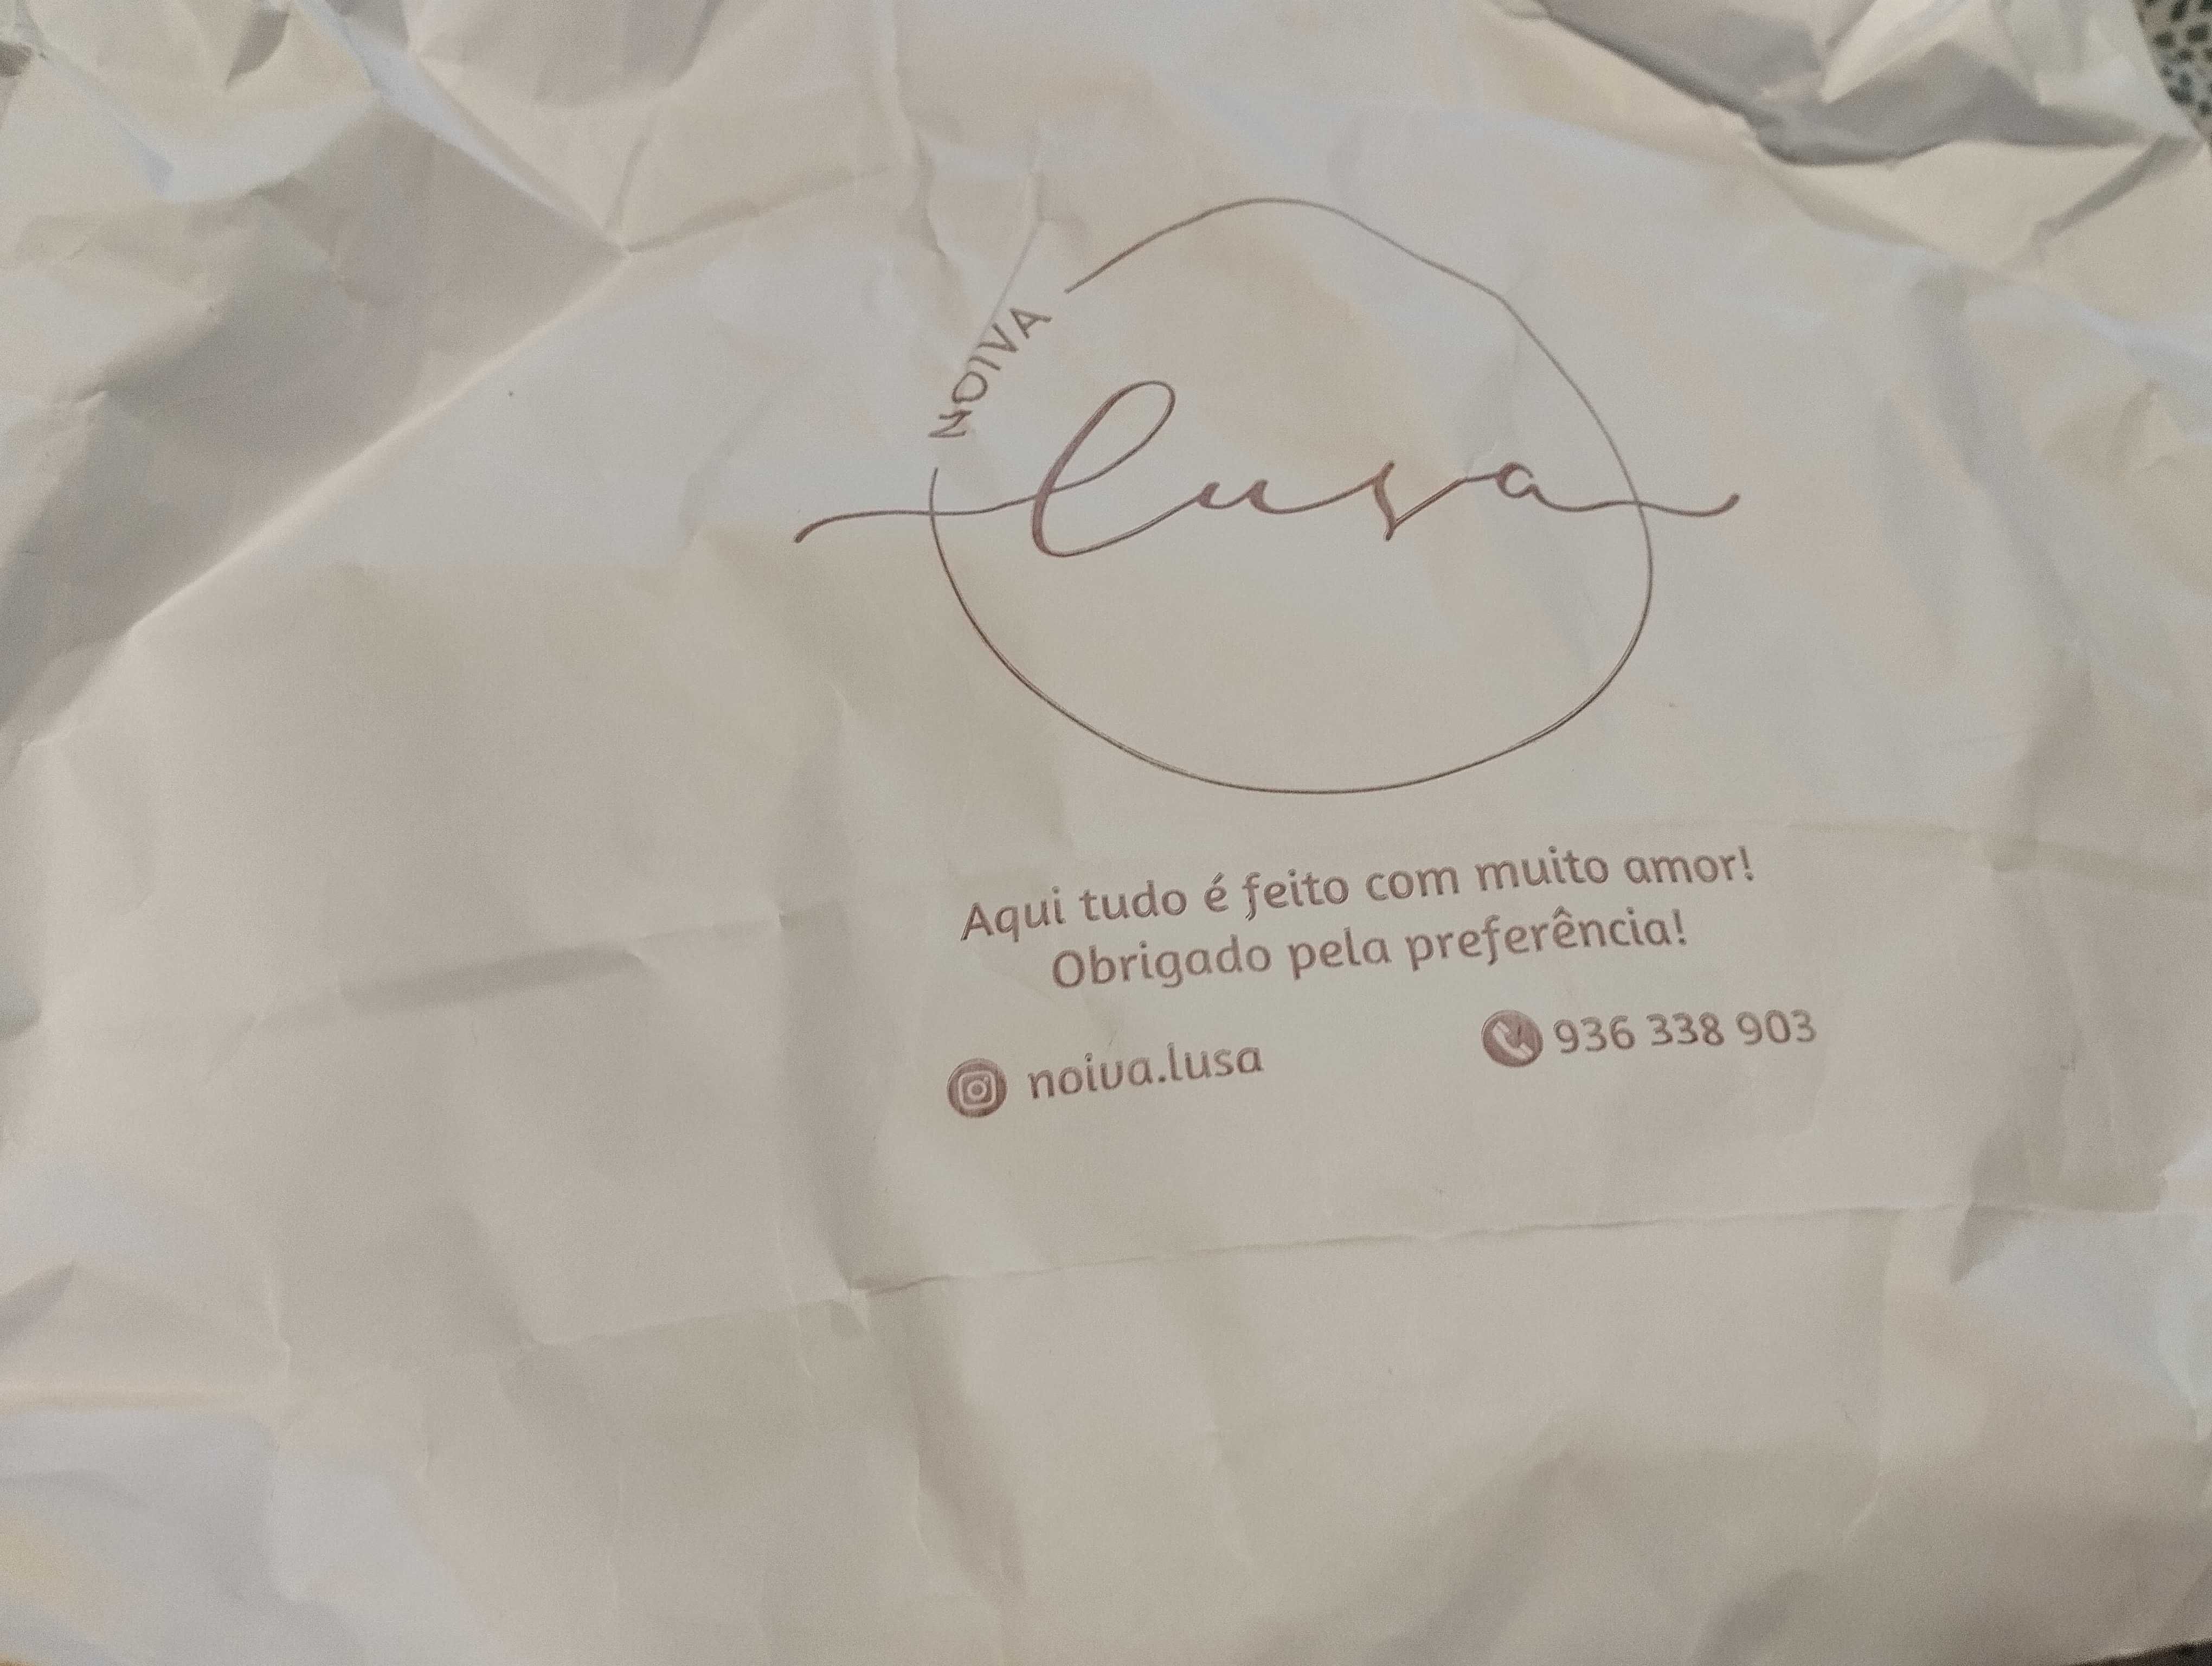 NOIVA
lusa
Aqui tudo é feito com muito amor!
Obrigado pela preferência!
noiva.lusa
936 338 903